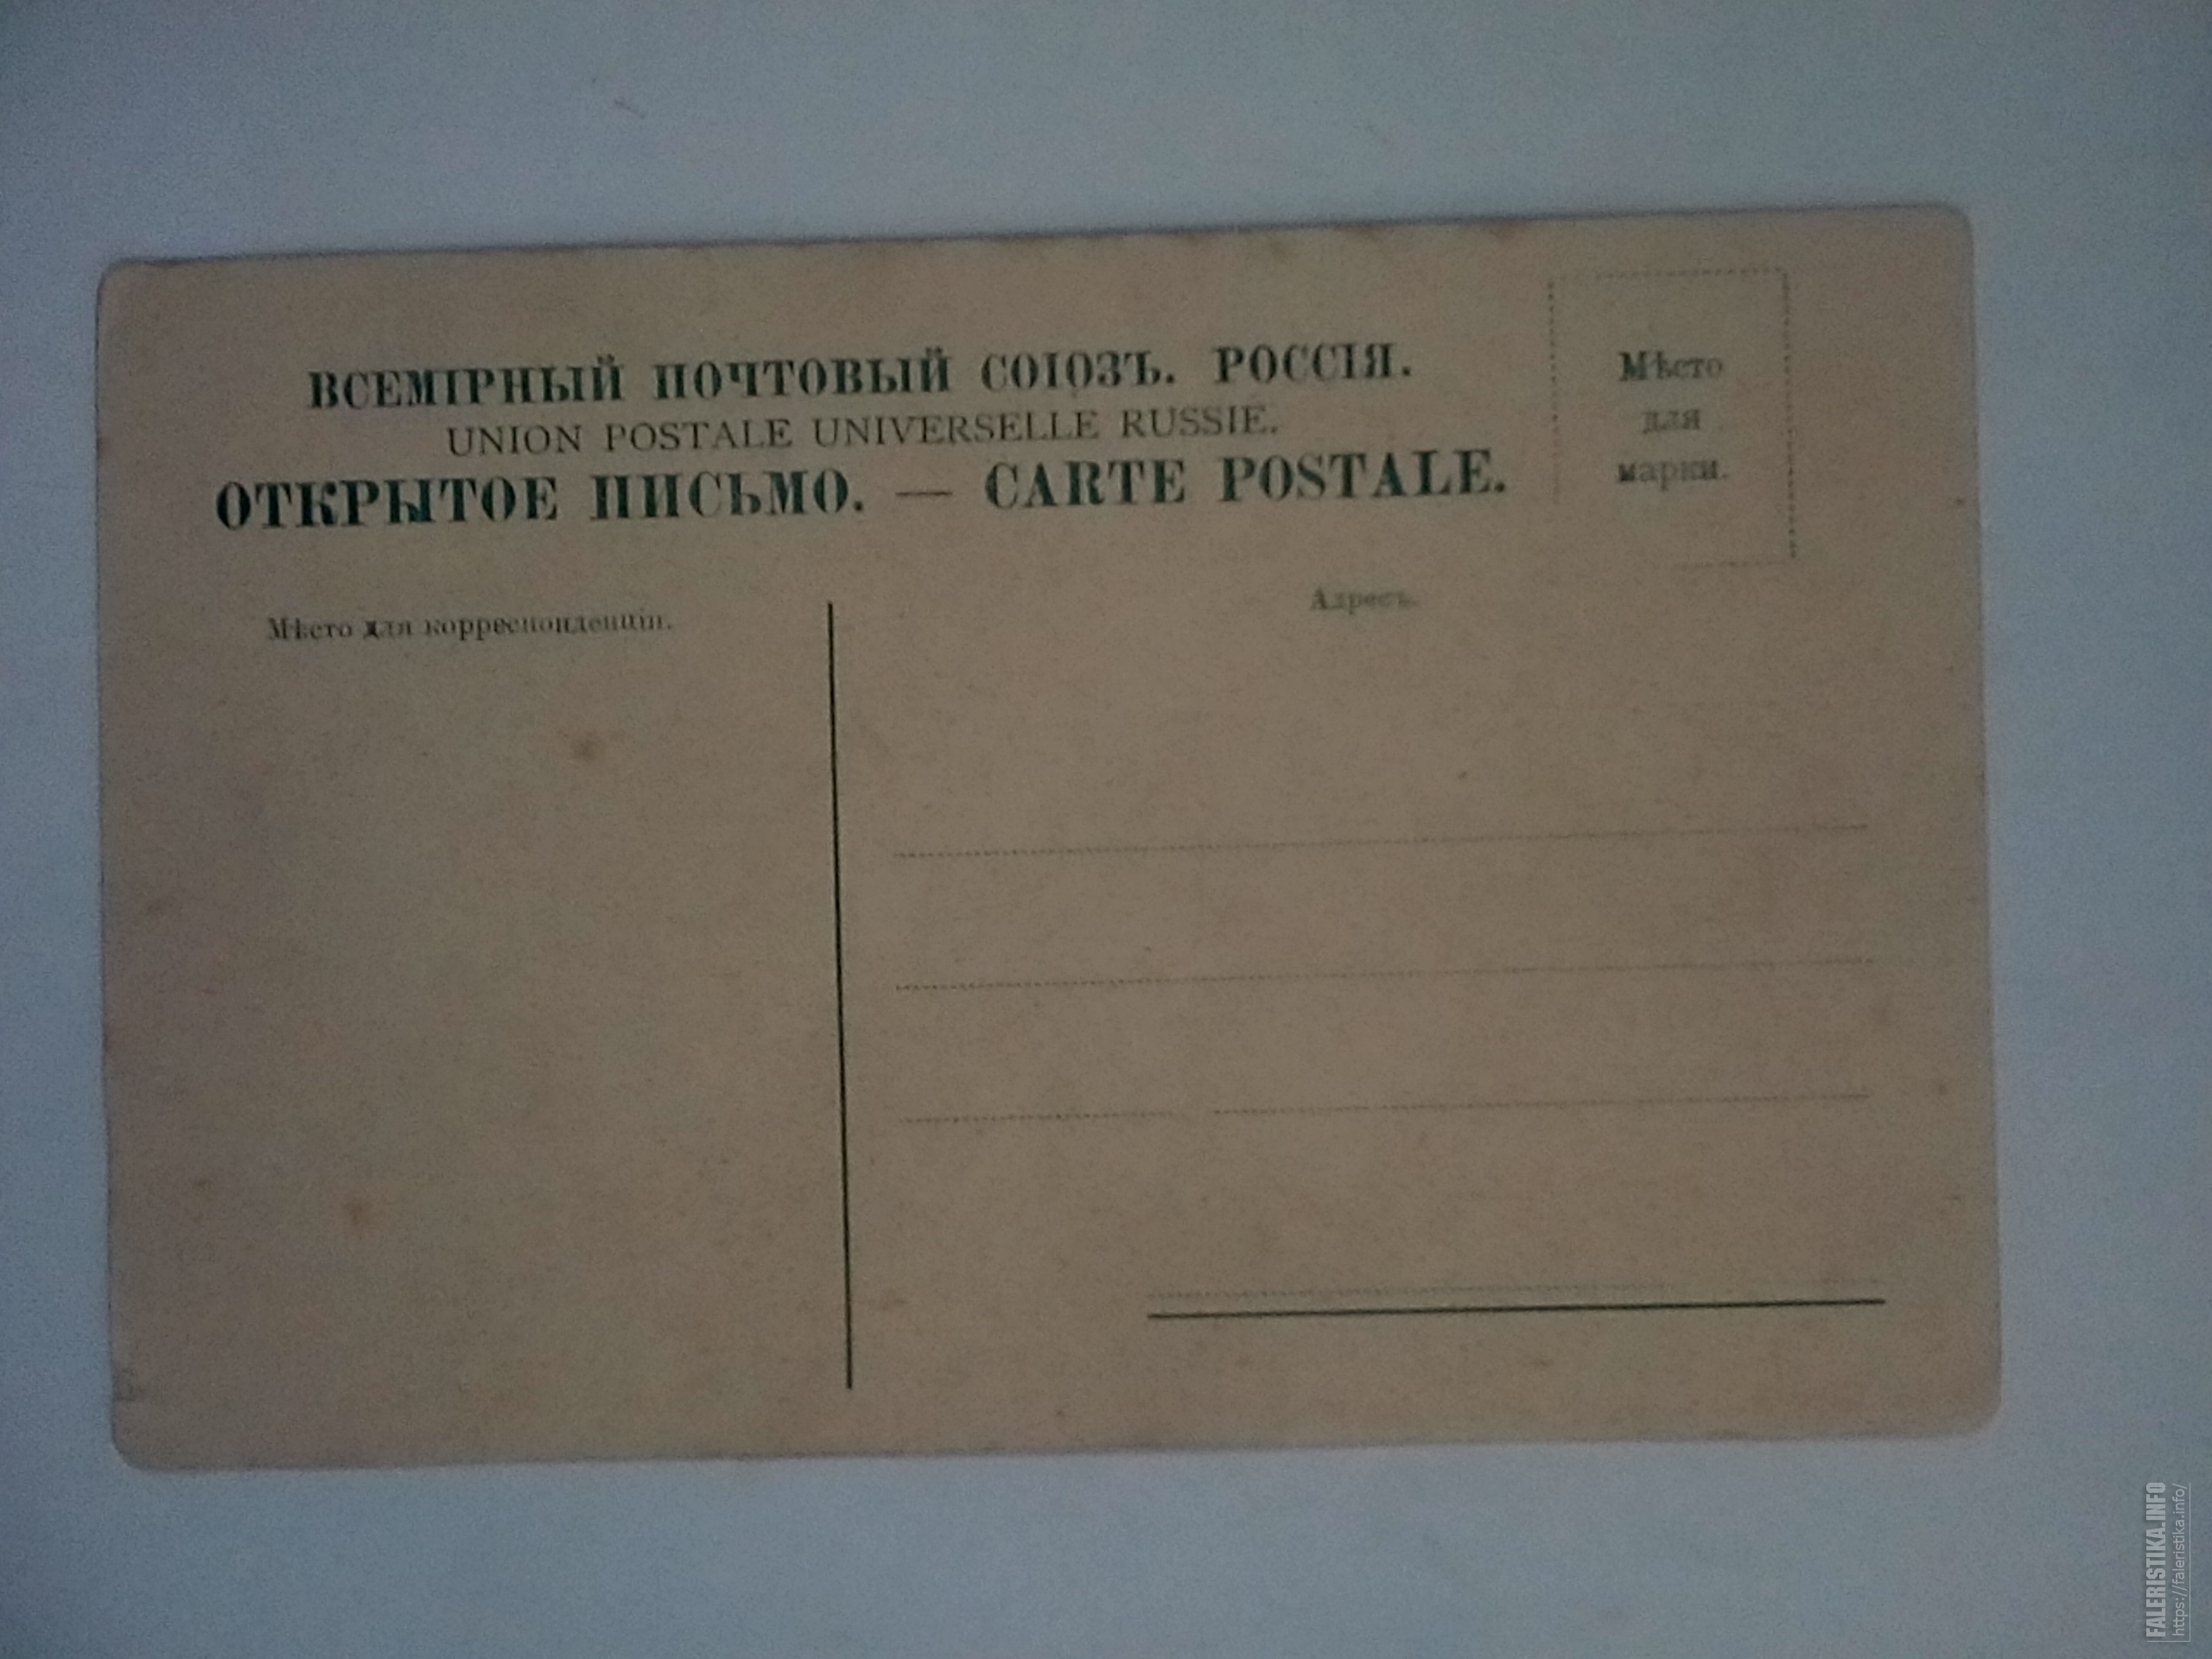 ВСЕМІРНЫЙ ПОЧТОВЫЙ СОЮЗЪ. РОССІЯ.
UNION POSTALE UNIVERSELLE RUSSIE.
ОТКРЫТОЕ ПИСЬМО. — CARTE POSTALE.
Мѣсто
для
марки.
Мѣсто для корреспонденціи.
Адресъ.
FALERISTIKA.INFO
https://faleristika.info/